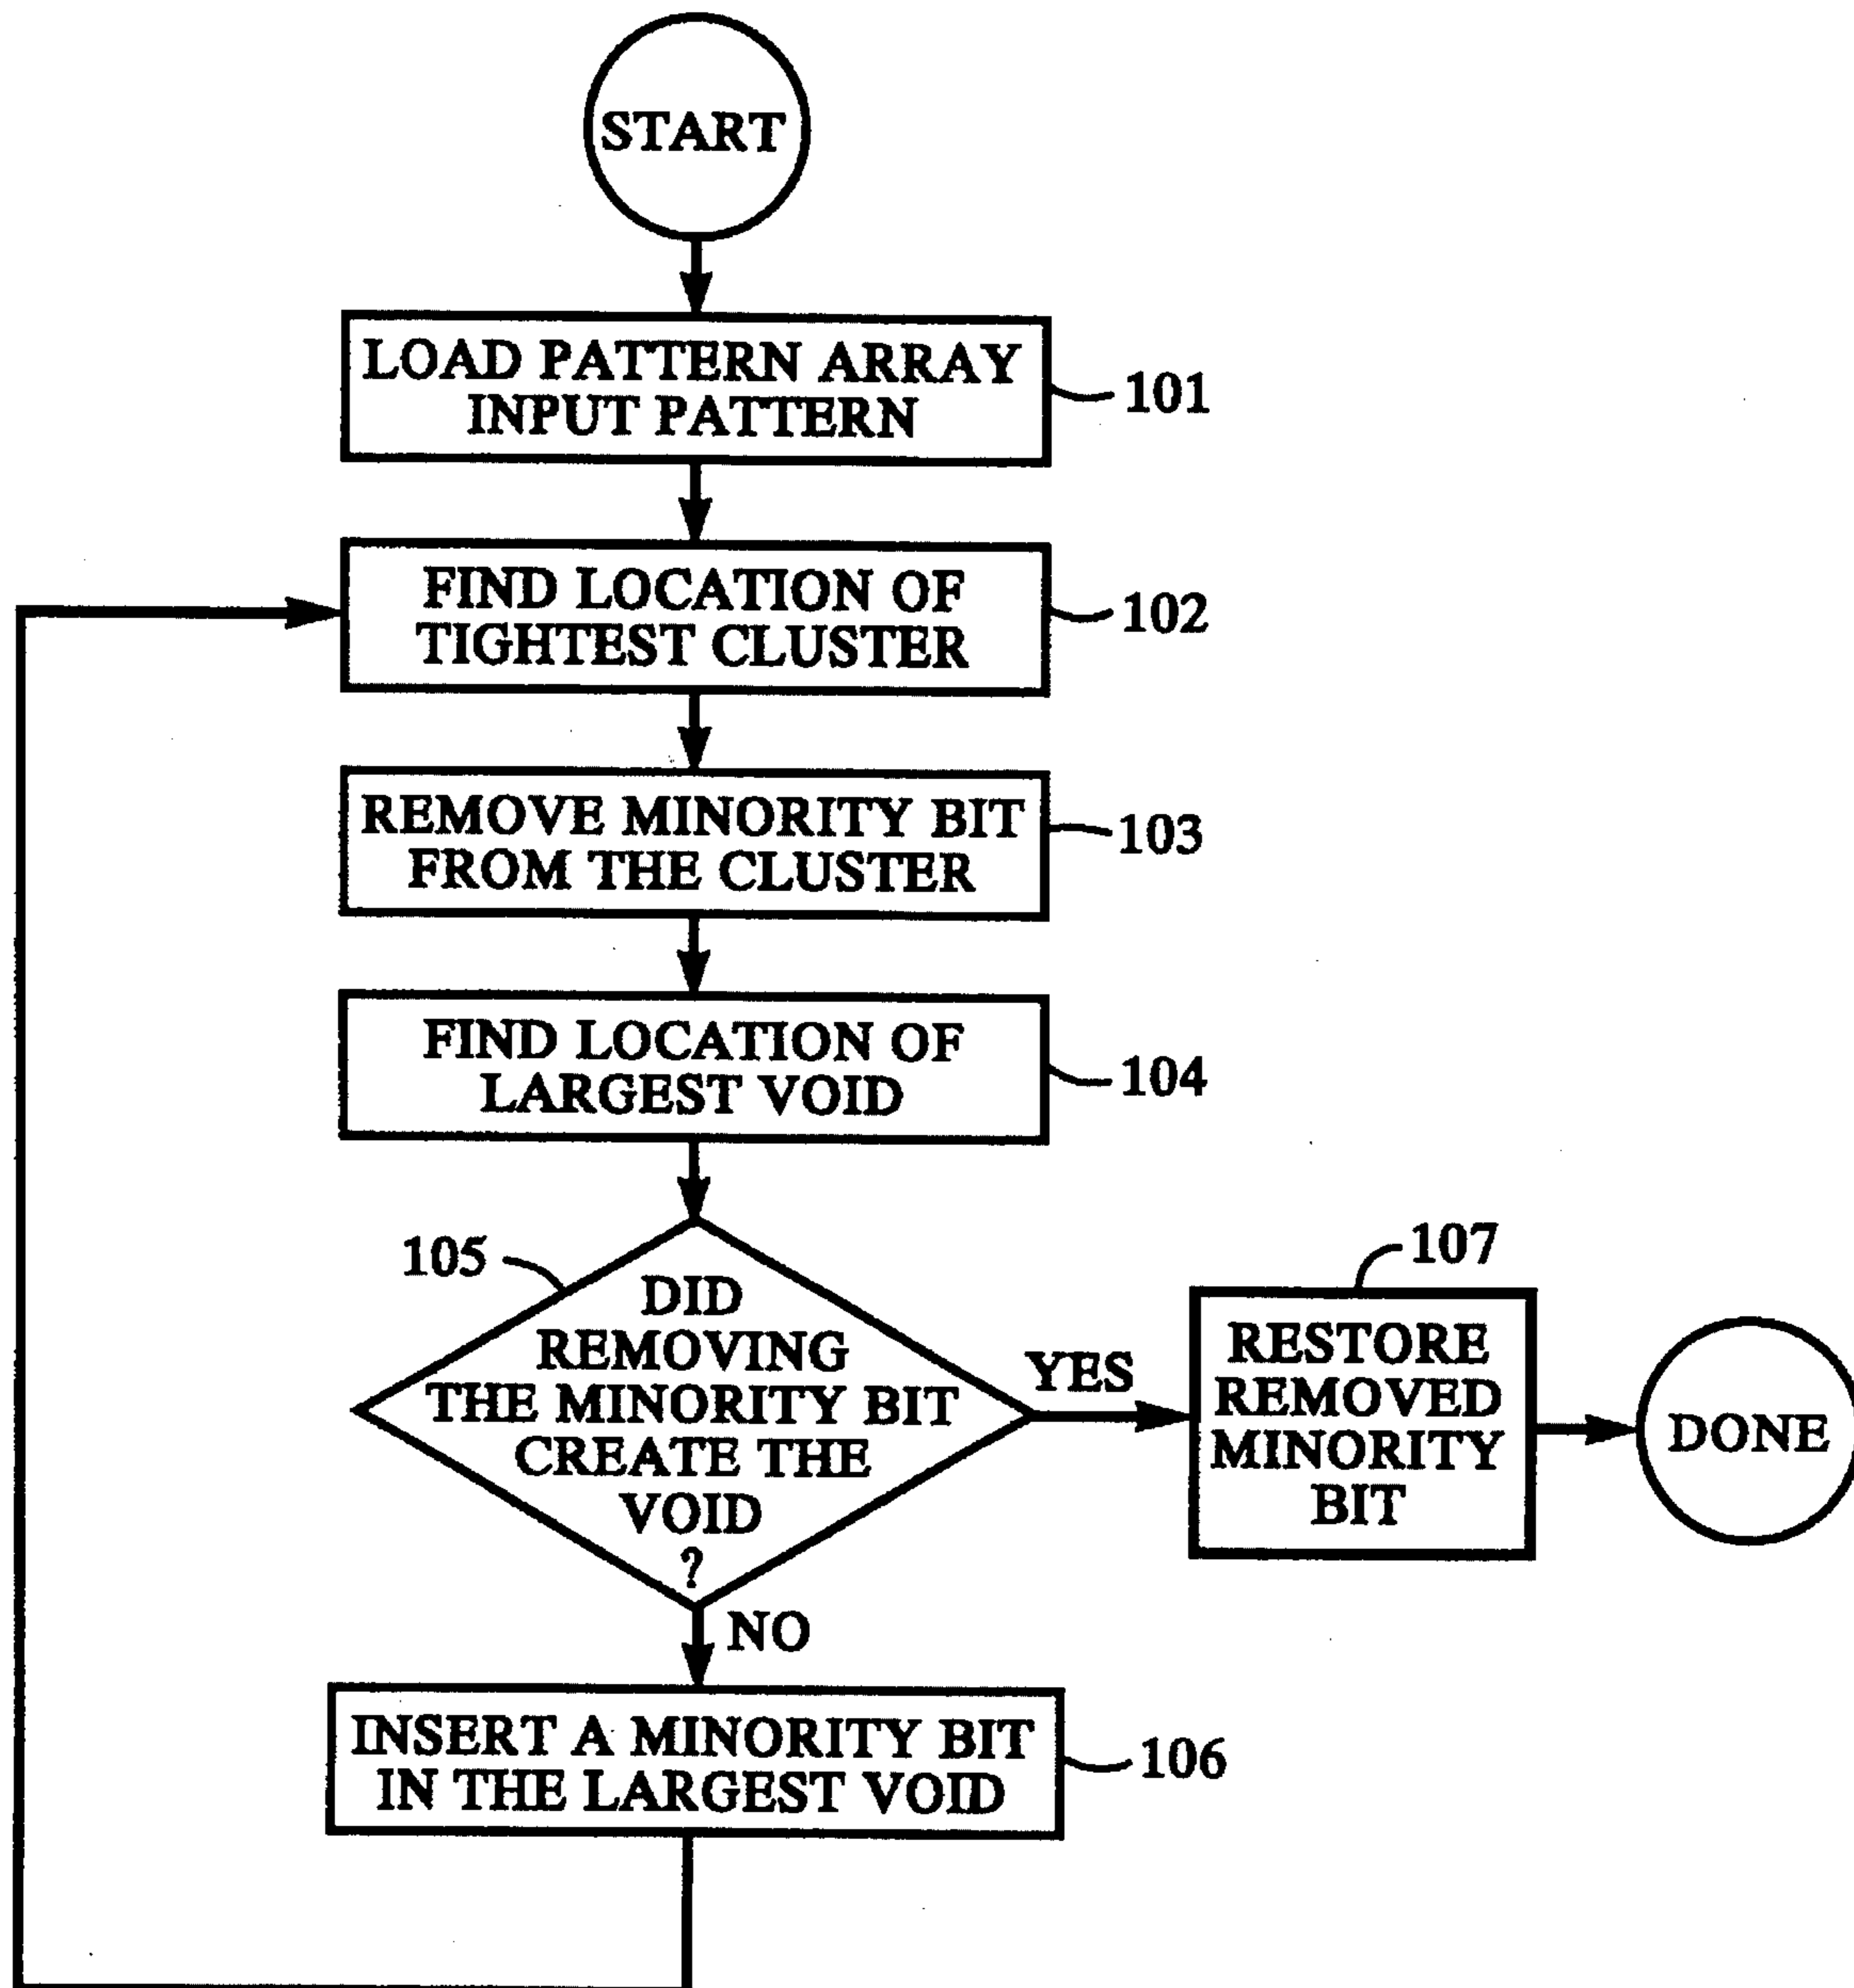 START
LOAD PATTERN ARRAY
INPUT PATTERN
101
FIND LOCATION OF
TIGHTEST CLUSTER
102
REMOVE MINORITY BIT
FROM THE CLUSTER
103
FIND LOCATION OF
LARGEST VOID
104
105
DID
REMOVING
THE MINORITY BIT
CREATE THE
VOID
?
YES
107
RESTORE
REMOVED
MINORITY
BIT
DONE
NO
INSERT A MINORITY BIT
IN THE LARGEST VOID
106